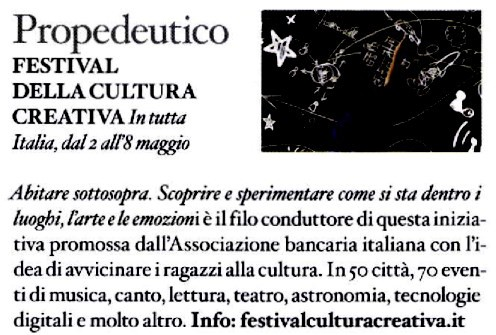 Propedeutico
FESTIVAL
DELLA CULTURA
CREATIVA In tutta
Italia, dal 2 all'8 maggio
Abitare sottosopra. Scoprire e sperimentare come si sta dentro i
luoghi, l'arte e le emozioni è il filo conduttore di questa inizia-
tiva promossa dall'Associazione bancaria italiana con l'i-
dea di avvicinare i ragazzi alla cultura. In 50 città, 70 even-
ti di musica, canto, lettura, teatro, astronomia, tecnologie
digitali e molto altro. Info: festivalculturacreativa.it